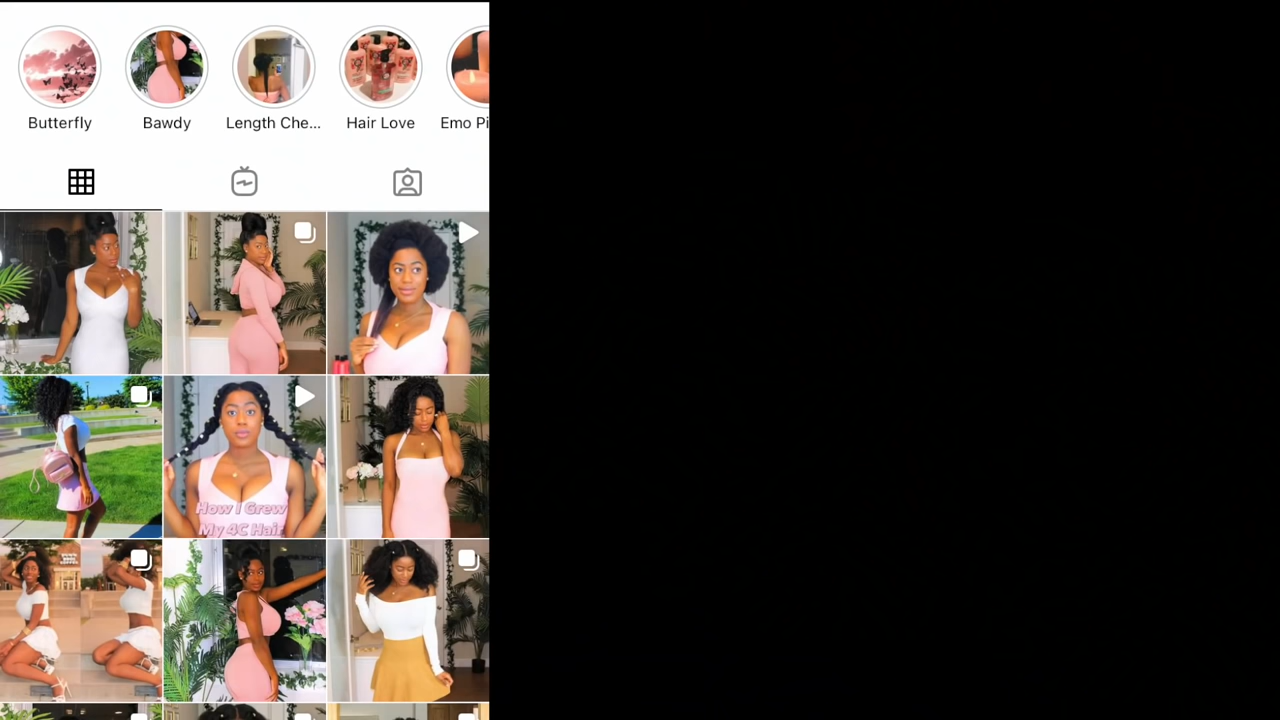 Butterfly
Bawdy
Length Che...
Hair Love
Emo Pi
How I Grew
My 4C Hair